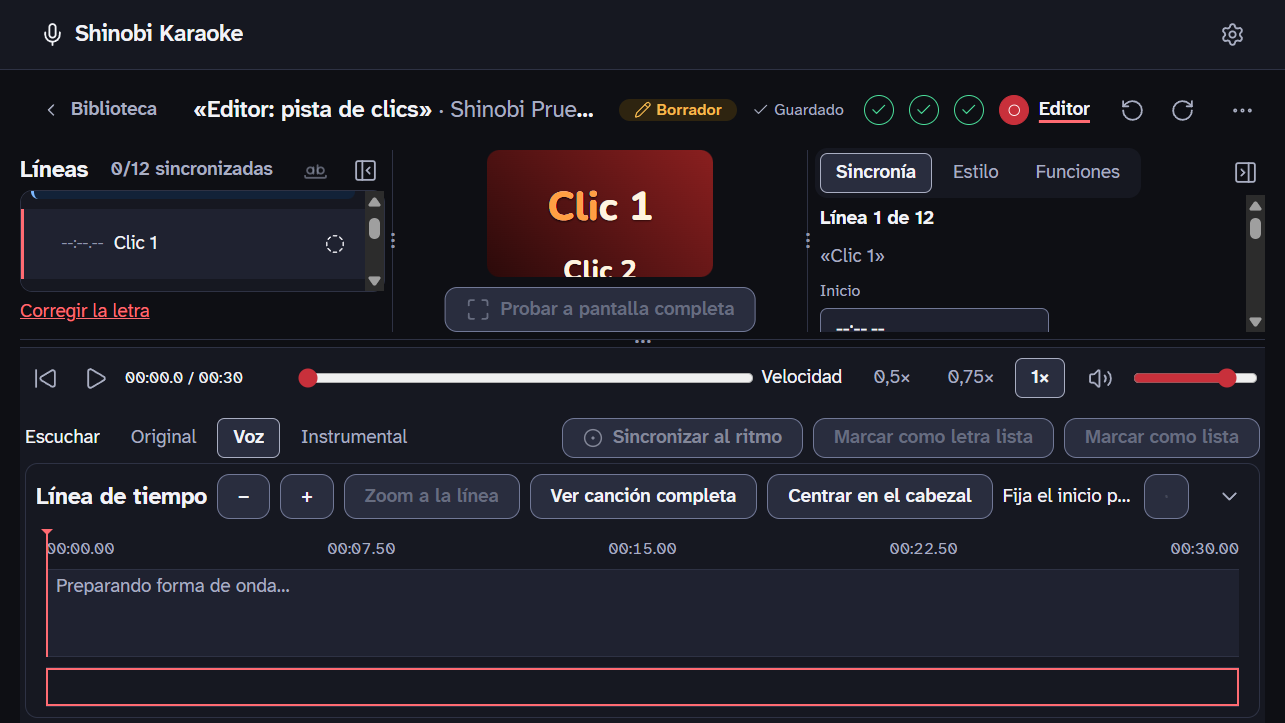 Shinobi Karaoke
Biblioteca «Editor: pista de clics» · Shinobi Prue... Borrador Guardado Editor
Líneas 0/12 sincronizadas ab
--:--.-- Clic 1
Corregir la letra
Clic 1
Clic 2
Probar a pantalla completa
Sincronía Estilo Funciones
Línea 1 de 12
«Clic 1»
Inicio
--:--.--
00:00.0 / 00:30 Velocidad 0,5× 0,75× 1×
Escuchar Original Voz Instrumental Sincronizar al ritmo Marcar como letra lista Marcar como lista
Línea de tiempo − + Zoom a la línea Ver canción completa Centrar en el cabezal Fija el inicio p... ·
00:00.00 00:07.50 00:15.00 00:22.50 00:30.00
Preparando forma de onda...